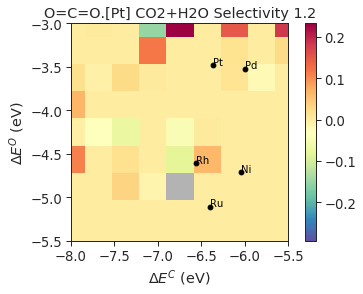 O=C=O.[Pt] CO2+H2O Selectivity 1.2
−3.0
−3.5
−4.0
−4.5
−5.0
−5.5
ΔE^O (eV)
Pt
Pd
Rh
Ni
Ru
−8.0 −7.5 −7.0 −6.5 −6.0 −5.5
ΔE^C (eV)
0.2
0.1
0.0
−0.1
−0.2